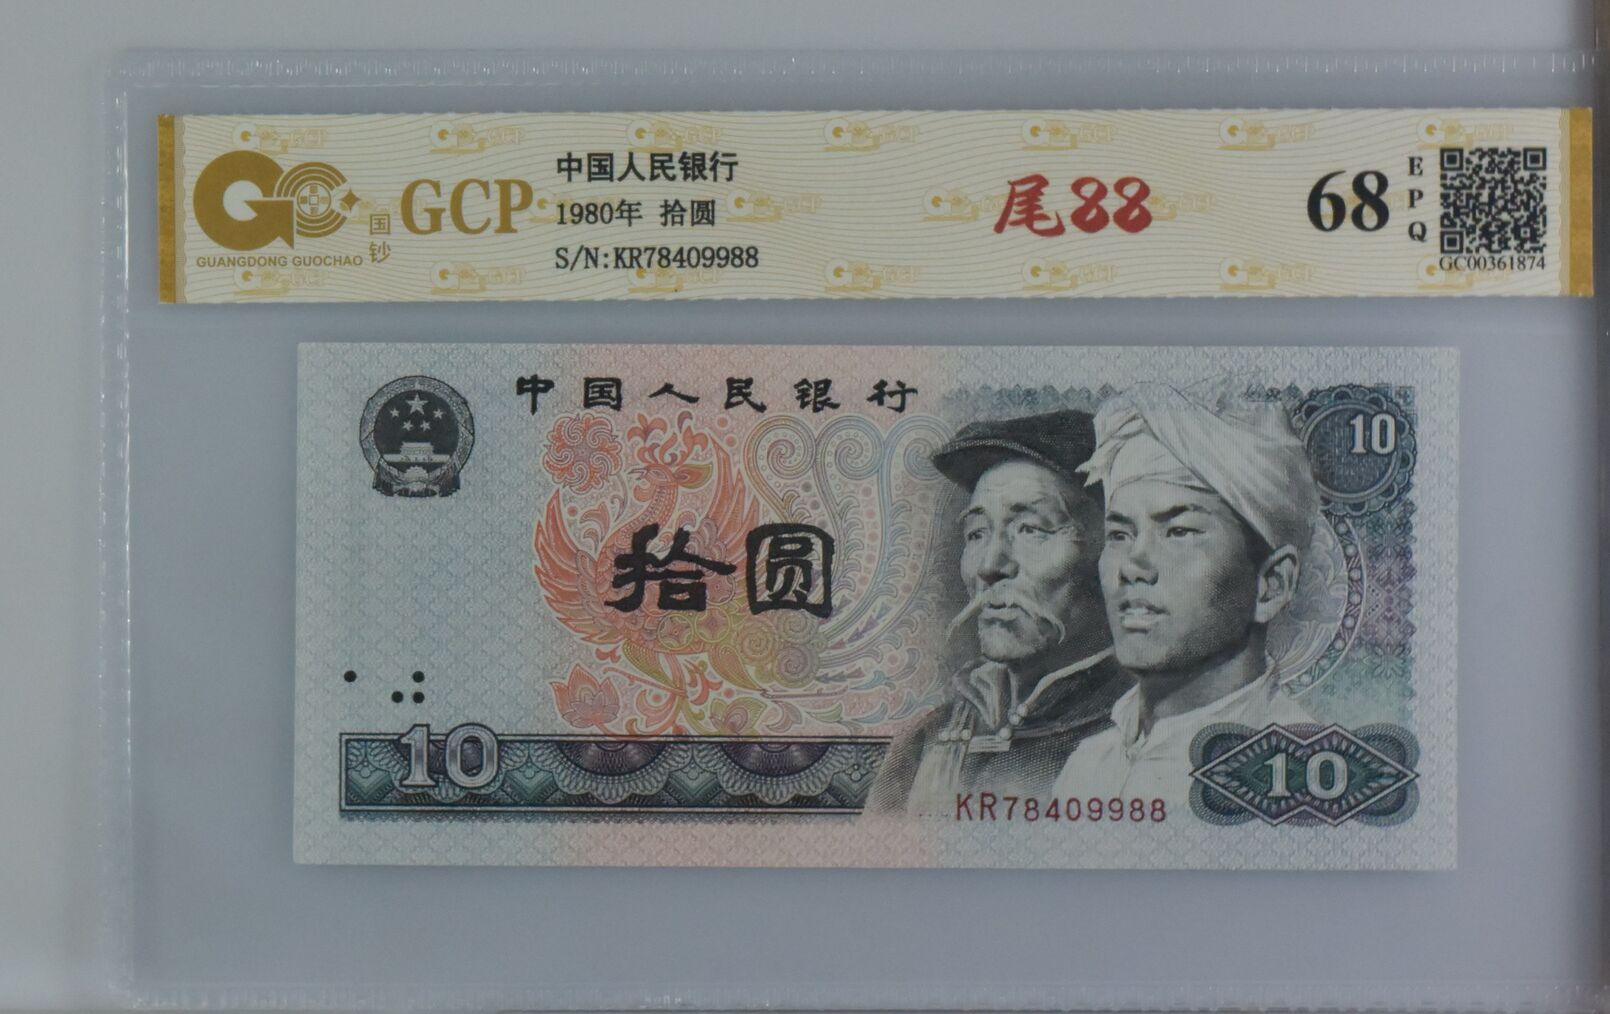 国钞
GUANGDONG GUOCHAO
GCP
中国人民银行
1980年 拾圆
S/N:KR78409988
尾88
68
EPQ
GC00361874
中国人民银行
10
拾圆
10
10
KR78409988